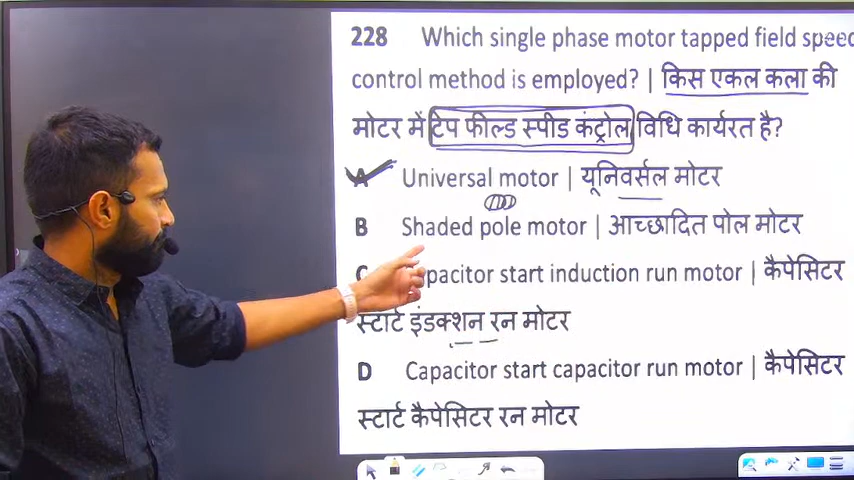 228 Which single phase motor tapped field speed
control method is employed? | किस एकल कला की
मोटर में टेप फील्ड स्पीड कंट्रोल विधि कार्यरत है?
A Universal motor | यूनिवर्सल मोटर
B Shaded pole motor | आच्छादित पोल मोटर
C pacitor start induction run motor | कैपेसिटर
स्टार्ट इंडक्शन रन मोटर
D Capacitor start capacitor run motor | कैपेसिटर
स्टार्ट कैपेसिटर रन मोटर